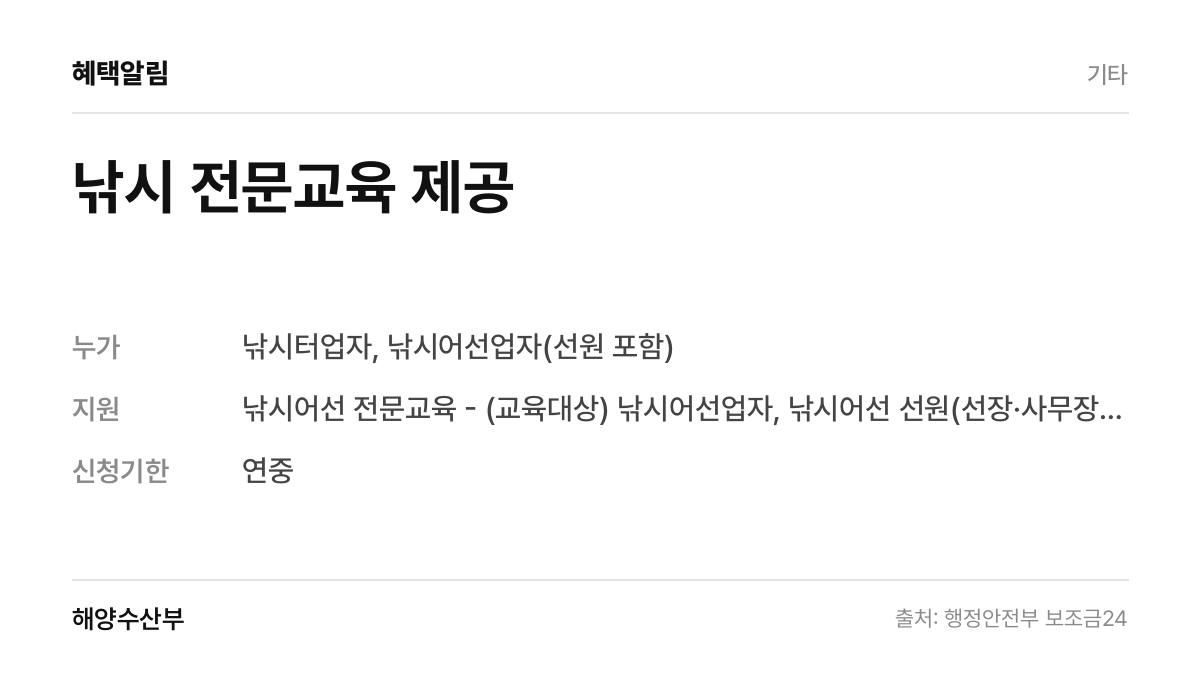 혜택알림
기타
낚시 전문교육 제공
누가
낚시터업자, 낚시어선업자(선원 포함)
지원
낚시어선 전문교육 - (교육대상) 낚시어선업자, 낚시어선 선원(선장·사무장...
신청기한
연중
해양수산부
출처: 행정안전부 보조금24